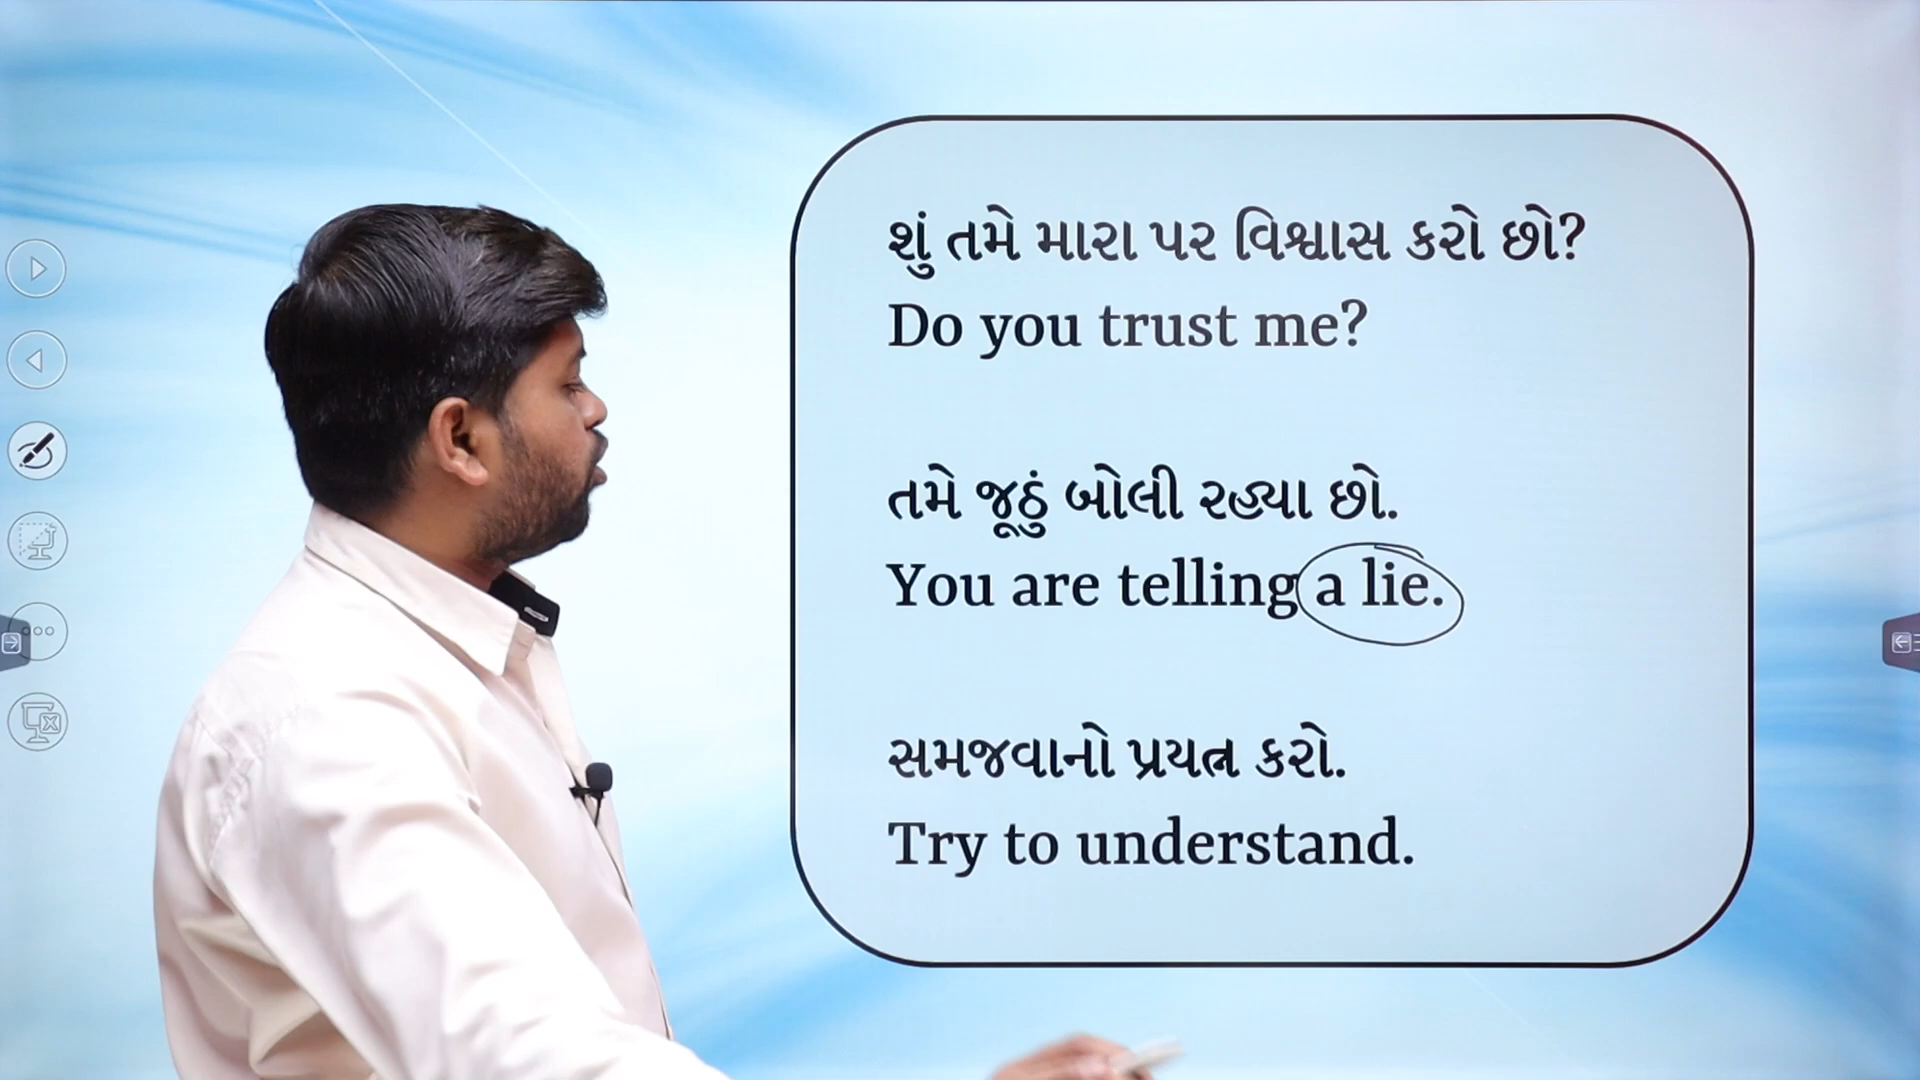 શું તમે મારા પર વિશ્વાસ કરો છો?
Do you trust me?
તમે જૂઠું બોલી રહ્યા છો.
You are telling a lie.
સમજવાનો પ્રયત્ન કરો.
Try to understand.